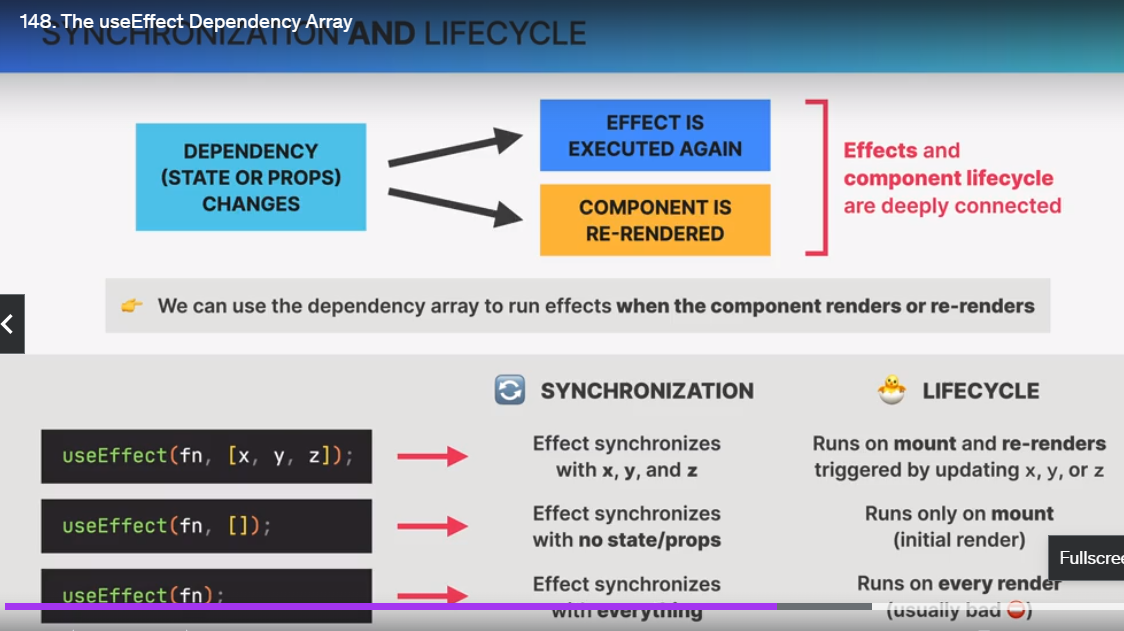 148. The useEffect Dependency Array
SYNCHRONIZATION AND LIFECYCLE
DEPENDENCY
(STATE OR PROPS)
CHANGES
EFFECT IS
EXECUTED AGAIN
COMPONENT IS
RE-RENDERED
Effects and
component lifecycle
are deeply connected
👉 We can use the dependency array to run effects when the component renders or re-renders
SYNCHRONIZATION
LIFECYCLE
useEffect(fn, [x, y, z]);
Effect synchronizes
with x, y, and z
Runs on mount and re-renders
triggered by updating x, y, or z
useEffect(fn, []);
Effect synchronizes
with no state/props
Runs only on mount
(initial render)
Fullscree
useEffect(fn);
Effect synchronizes
with everything
Runs on every render
(usually bad ⛔)